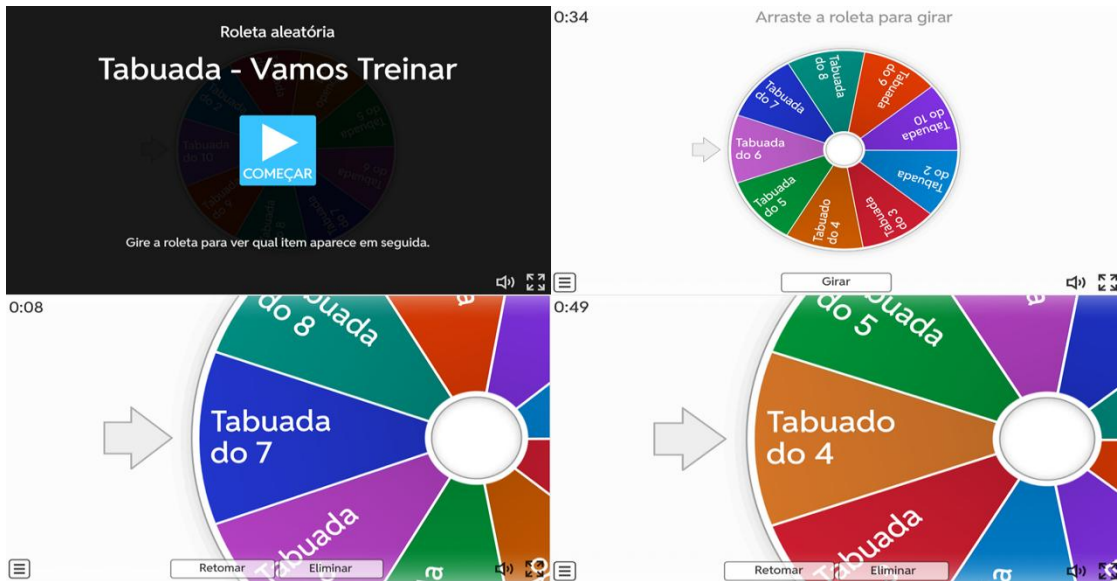 Roleta aleatória
Tabuada - Vamos Treinar
Tabuada
do 10
COMEÇAR
Gire a roleta para ver qual item aparece em seguida.
0:34
Arraste a roleta para girar
Tabuada
do 8
Tabuada
do 9
Tabuada
do 7
Tabuada
do 10
Tabuada
do 6
Tabuada
do 2
Tabuada
do 5
Tabuado
do 4
Tabuada
do 3
Girar
0:08
Tabuada
do 8
Tabuada
do 7
Tabuada
Retomar
Eliminar
0:49
Tabuada
do 5
Tabuado
do 4
Tabuada
Retomar
Eliminar